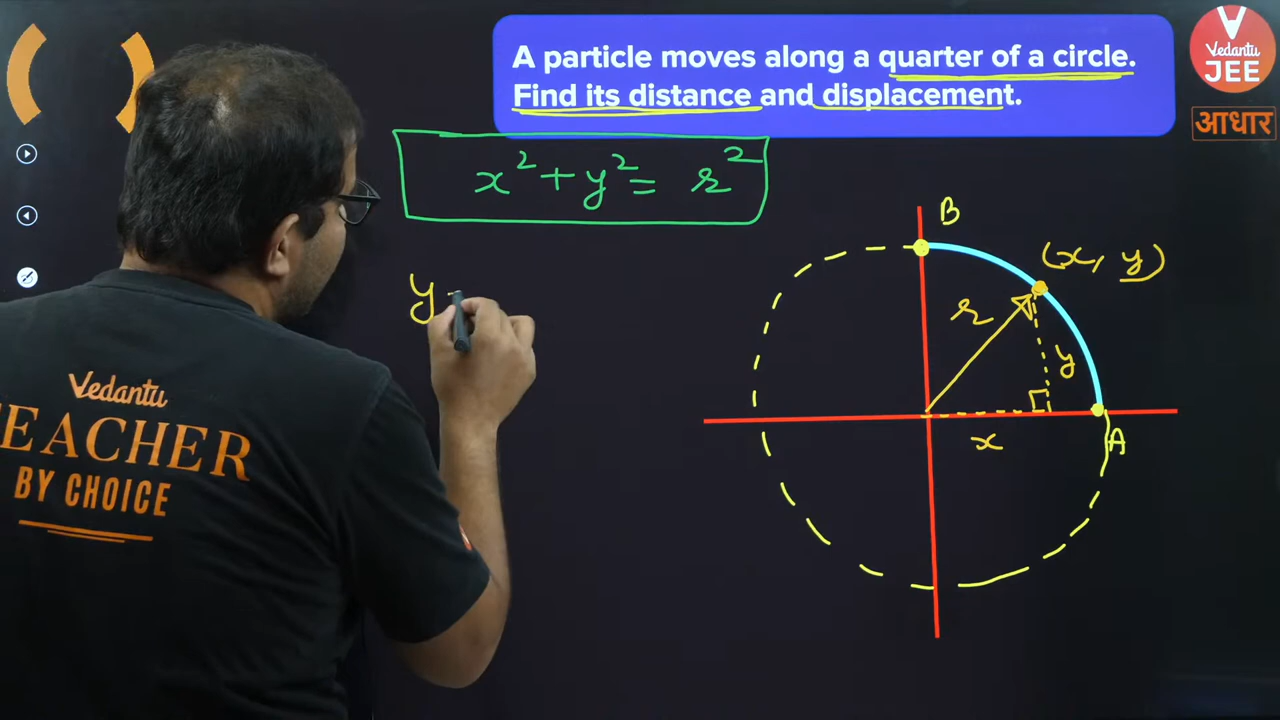 A particle moves along a quarter of a circle.
Find its distance and displacement.
Vedantu
JEE
आधार
x² + y² = r²
B
(x, y)
r
y
y
x
A
Vedantu
TEACHER
BY CHOICE